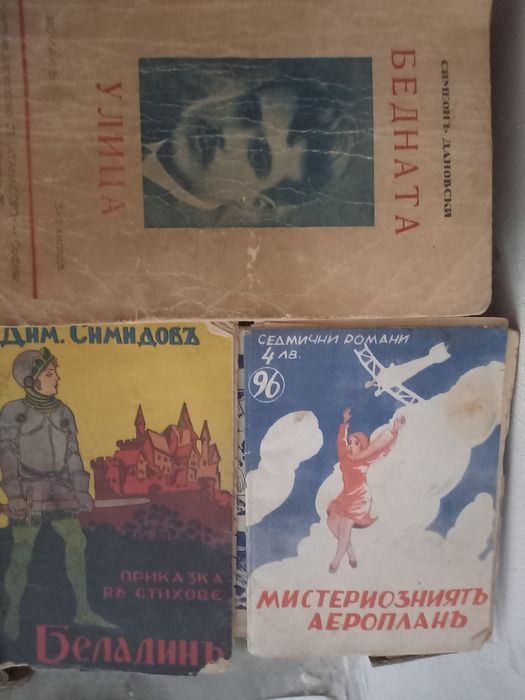 СИМЕОНЪ ДАНОВСКИ
БЕДНАТА
УЛИЦА
ДИМ. СИМИДОВЪ
ПРИКАЗКА
ВЪ СТИХОВЕ
БЕЛАДИНЪ
СЕДМИЧНИ РОМАНИ
4 ЛВ.
96
МИСТЕРИОЗНИЯТЪ
АЕРОПЛАНЪ